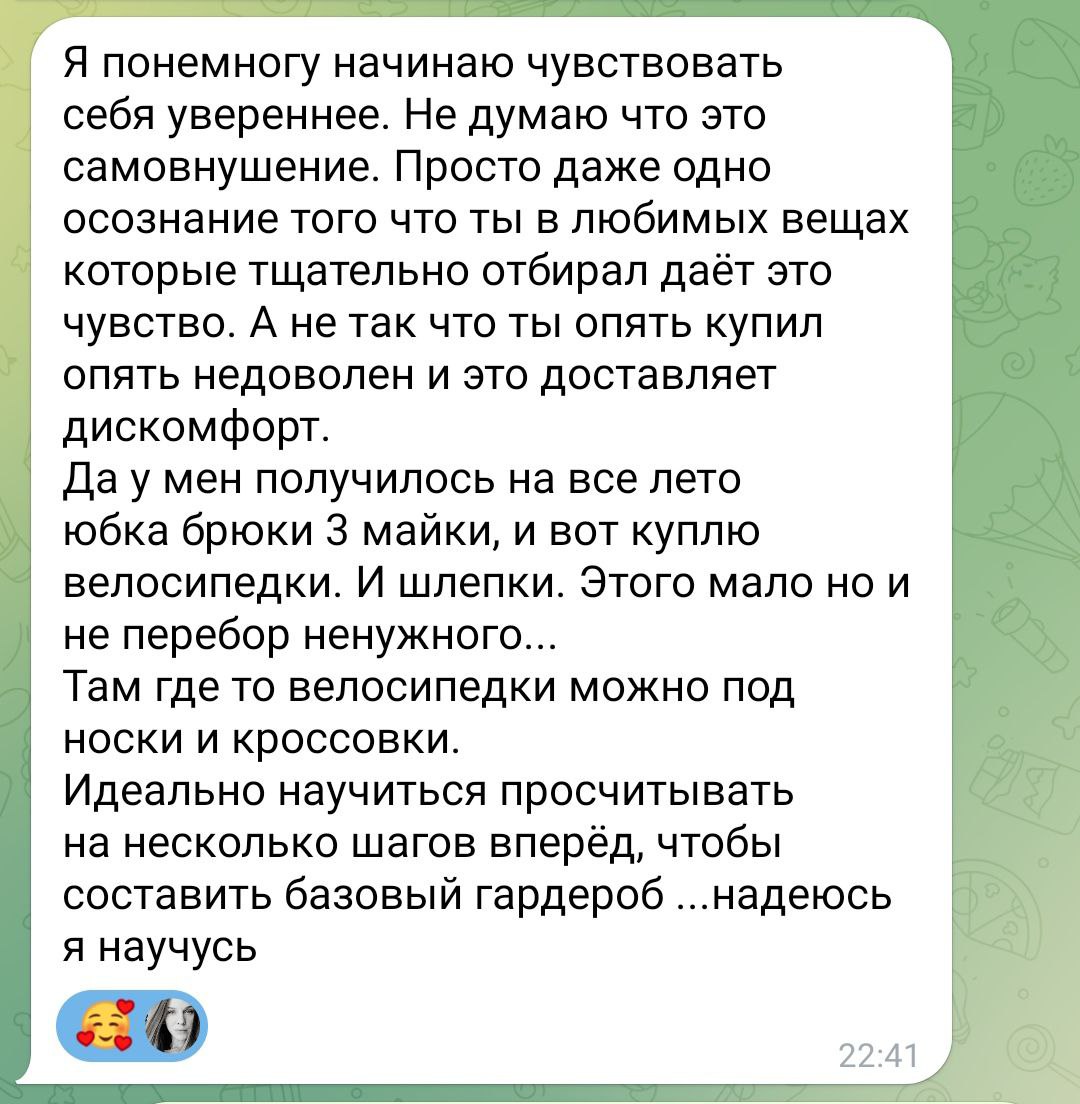 Я понемногу начинаю чувствовать
себя увереннее. Не думаю что это
самовнушение. Просто даже одно
осознание того что ты в любимых вещах
которые тщательно отбирал даёт это
чувство. А не так что ты опять купил
опять недоволен и это доставляет
дискомфорт.
Да у мен получилось на все лето
юбка брюки 3 майки, и вот куплю
велосипедки. И шлепки. Этого мало но и
не перебор ненужного...
Там где то велосипедки можно под
носки и кроссовки.
Идеально научиться просчитывать
на несколько шагов вперёд, чтобы
составить базовый гардероб ...надеюсь
я научусь
22:41